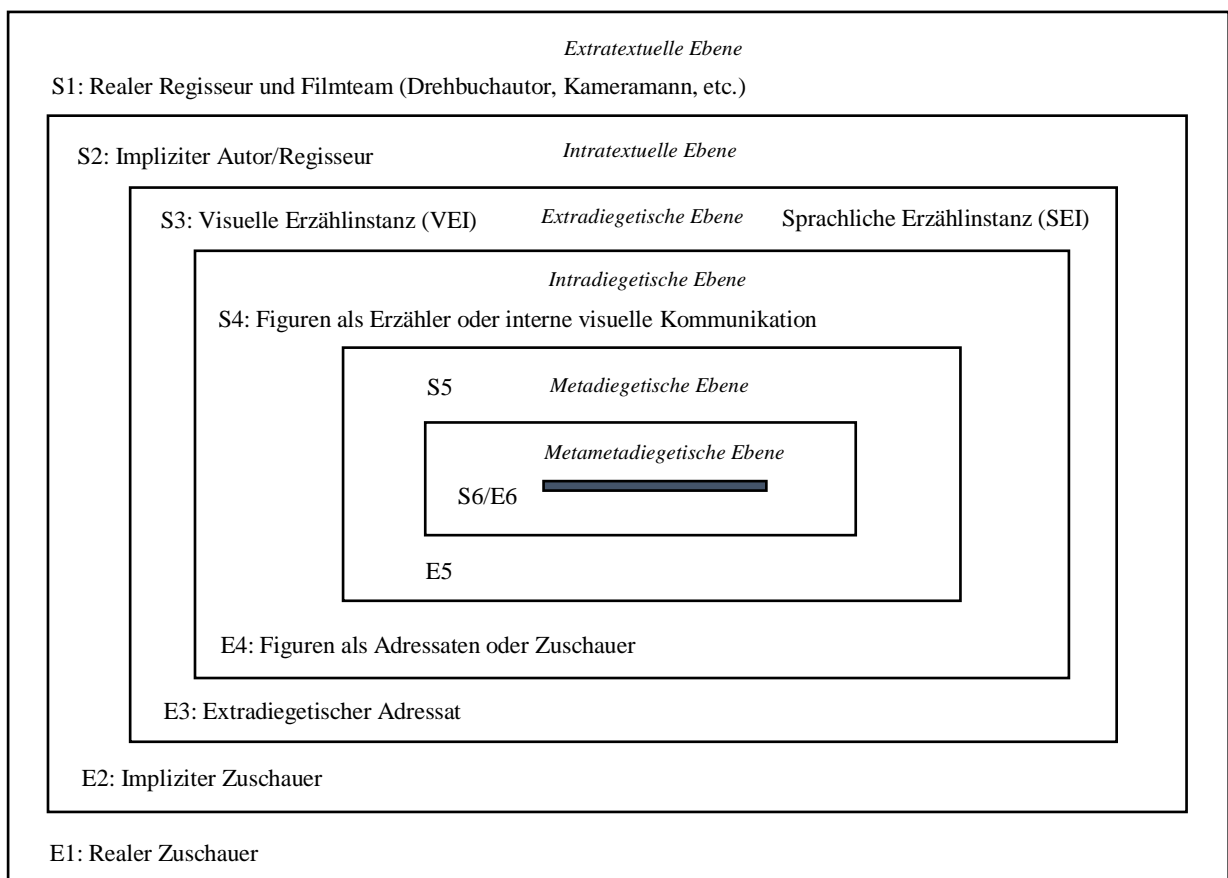 Extratextuelle Ebene
S1: Realer Regisseur und Filmteam (Drehbuchautor, Kameramann, etc.)
S2: Impliziter Autor/Regisseur Intratextuelle Ebene
S3: Visuelle Erzählinstanz (VEI) Extradiegetische Ebene Sprachliche Erzählinstanz (SEI)
Intradiegetische Ebene
S4: Figuren als Erzähler oder interne visuelle Kommunikation
S5 Metadiegetische Ebene
Metametadiegetische Ebene
S6/E6
E5
E4: Figuren als Adressaten oder Zuschauer
E3: Extradiegetischer Adressat
E2: Impliziter Zuschauer
E1: Realer Zuschauer